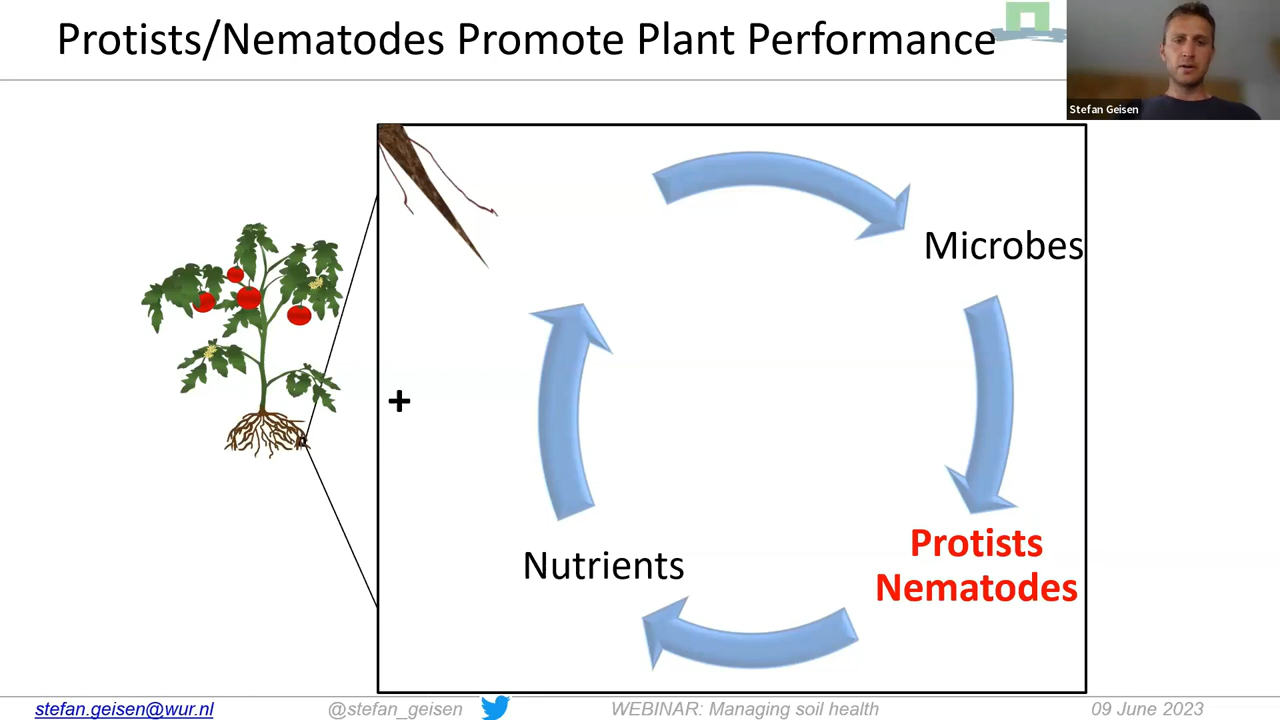 Protists/Nematodes Promote Plant Performance
Stefan Geisen
Microbes
+
Protists
Nematodes
Nutrients
stefan.geisen@wur.nl
@stefan_geisen
WEBINAR: Managing soil health
09 June 2023